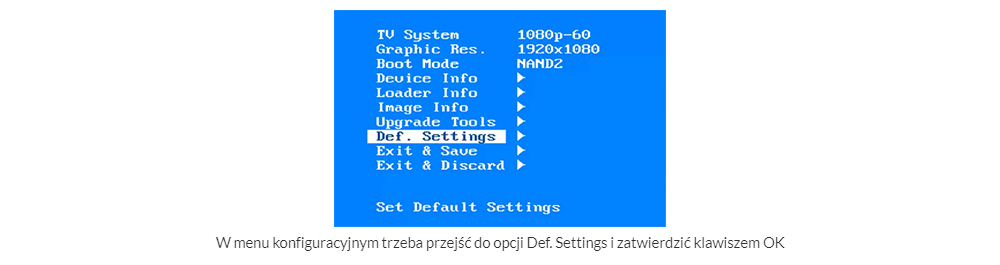 TV System 1080p-60
Graphic Res. 1920x1080
Boot Mode NAND2
Device Info ▶
Loader Info ▶
Image Info ▶
Upgrade Tools ▶
Def. Settings ▶
Exit & Save ▶
Exit & Discard ▶
Set Default Settings
W menu konfiguracyjnym trzeba przejść do opcji Def. Settings i zatwierdzić klawiszem OK